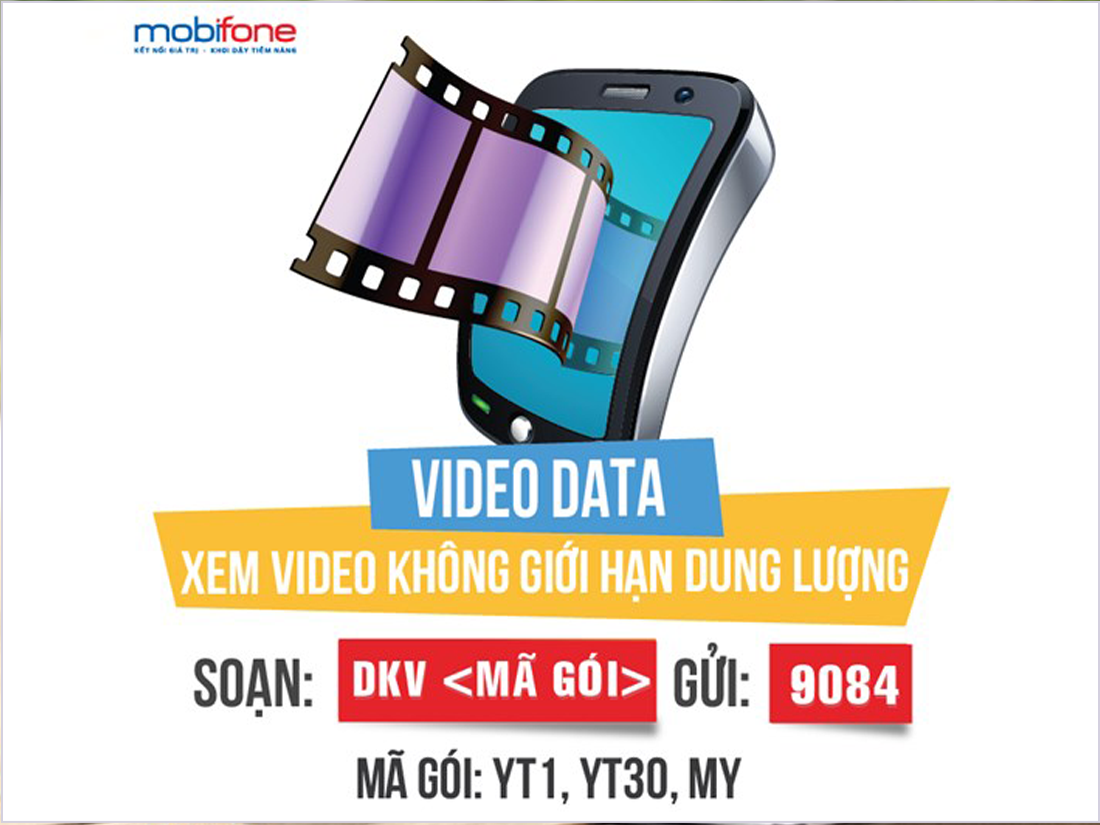 mobifone
KẾT NỐI GIÁ TRỊ - KHƠI DẬY TIỀM NĂNG
VIDEO DATA
XEM VIDEO KHÔNG GIỚI HẠN DUNG LƯỢNG
SOẠN: DKV <MÃ GÓI> GỬI: 9084
MÃ GÓI: YT1, YT30, MY